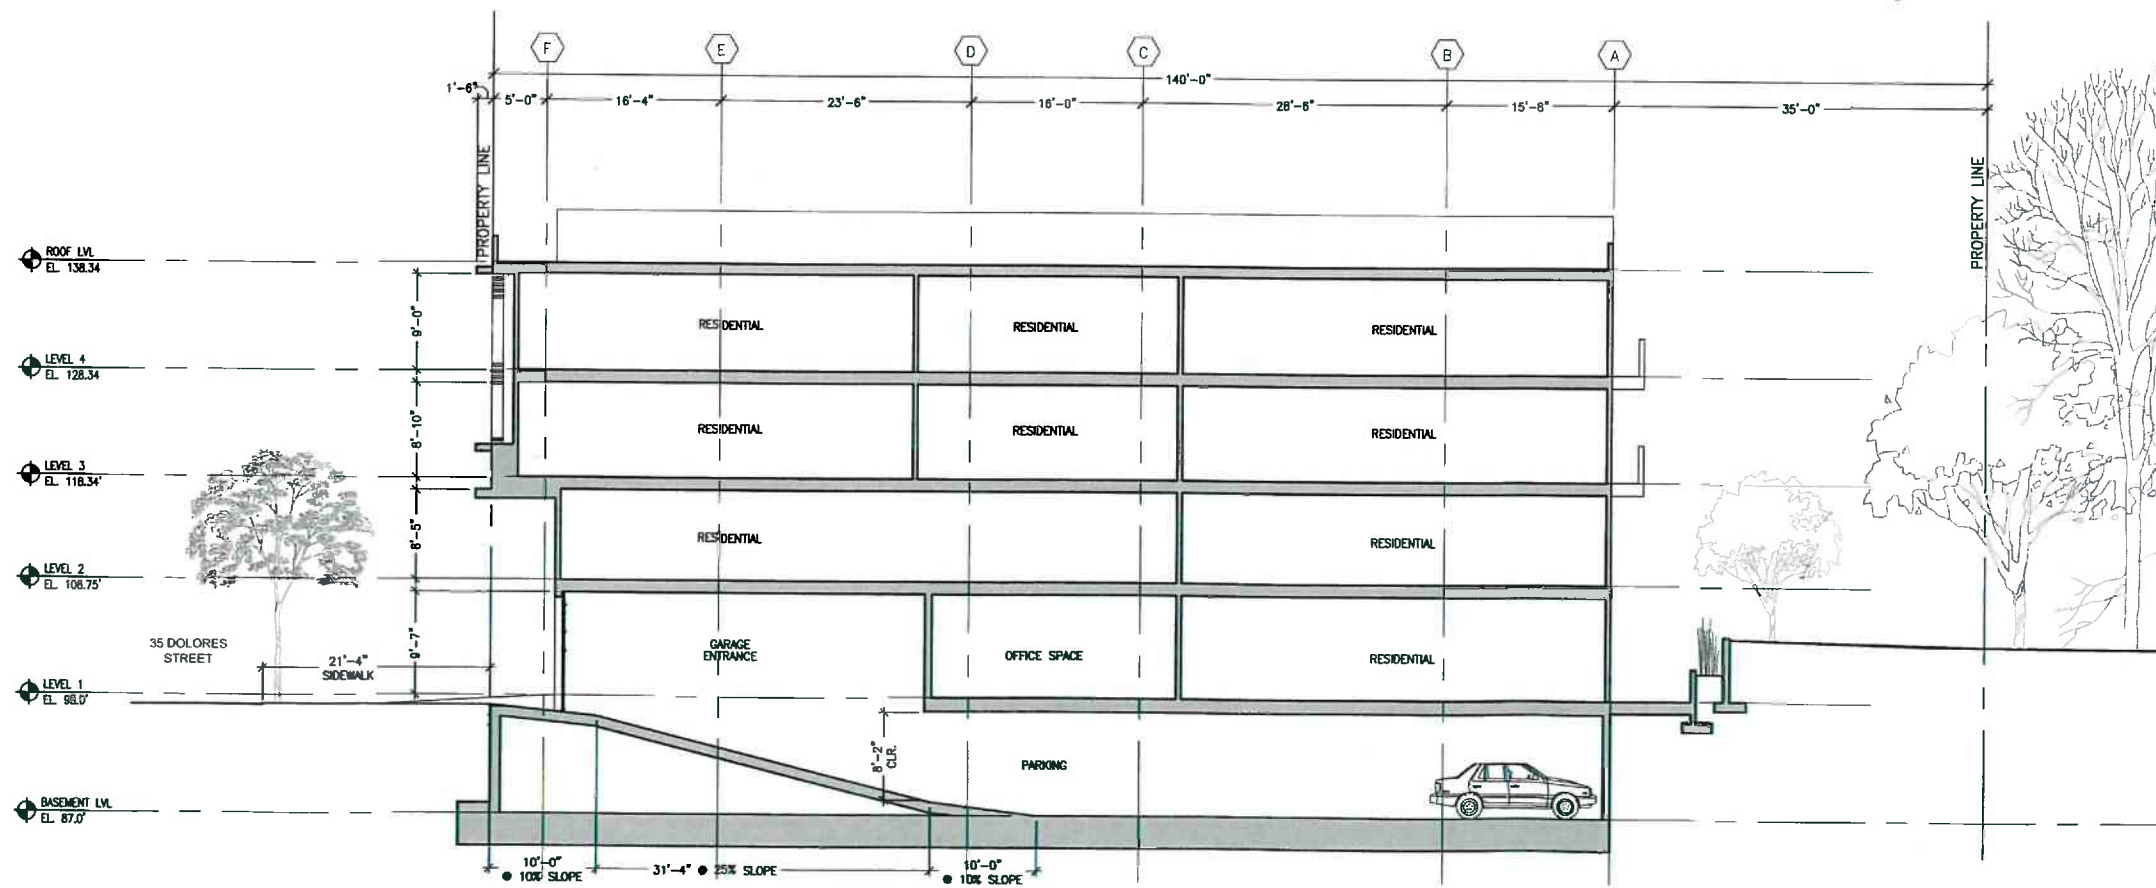 F E D C B A
140'-0"
1'-6" 5'-0" 16'-4" 23'-6" 16'-0" 28'-6" 15'-8" 35'-0"
PROPERTY LINE
PROPERTY LINE
ROOF LVL
EL. 138.34
9'-0"
RESIDENTIAL RESIDENTIAL RESIDENTIAL
LEVEL 4
EL. 128.34
8'-10"
RESIDENTIAL RESIDENTIAL RESIDENTIAL
LEVEL 3
EL. 118.34'
8'-5"
RESIDENTIAL RESIDENTIAL
LEVEL 2
EL. 108.75'
9'-7"
35 DOLORES
STREET
21'-4"
SIDEWALK
GARAGE
ENTRANCE
OFFICE SPACE
RESIDENTIAL
LEVEL 1
EL. 98.0'
8'-2"
CLR.
PARKING
BASEMENT LVL
EL. 87.0'
10'-0"
10% SLOPE
31'-4" 25% SLOPE
10'-0"
10% SLOPE